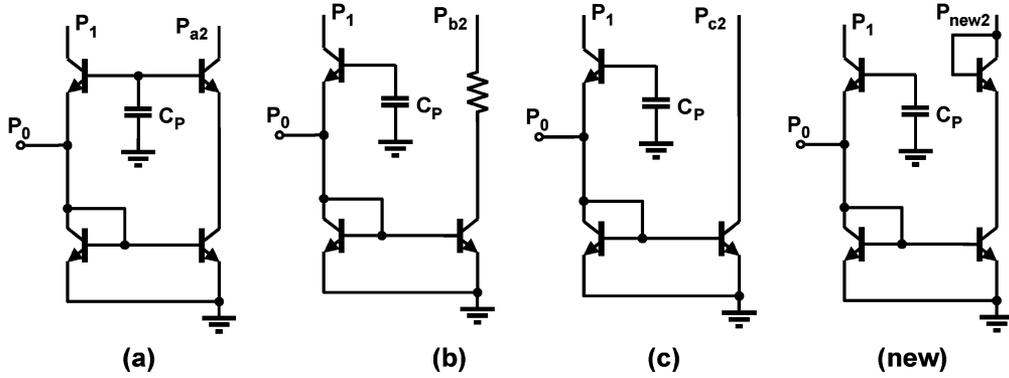 P1 Pa2 P1 Pb2 P1 Pc2 P1 Pnew2
CP CP CP CP
P0 P0 P0 P0
(a) (b) (c) (new)